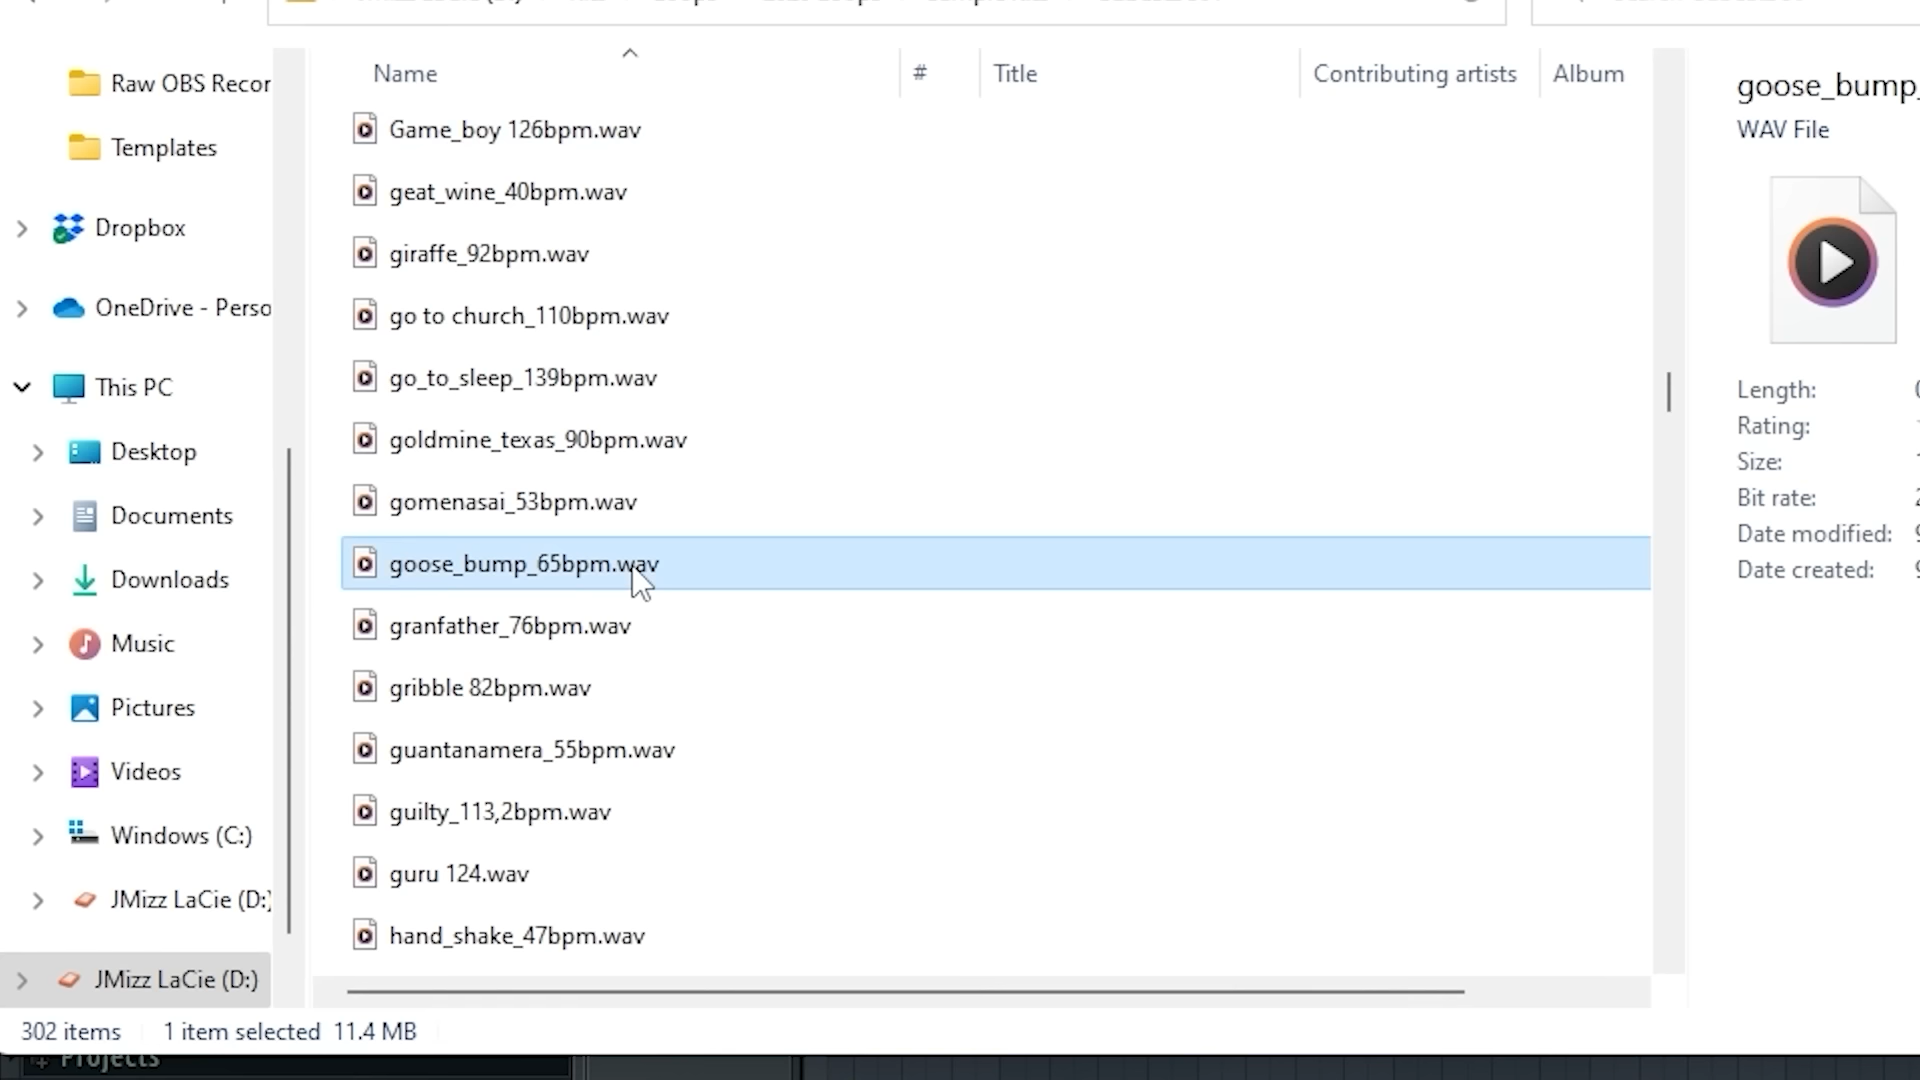 Name
#
Title
Contributing artists
Album
Raw OBS Recor
Templates
Dropbox
OneDrive - Perso
This PC
Desktop
Documents
Downloads
Music
Pictures
Videos
Windows (C:)
JMizz LaCie (D:)
JMizz LaCie (D:)
Game_boy 126bpm.wav
geat_wine_40bpm.wav
giraffe_92bpm.wav
go to church_110bpm.wav
go_to_sleep_139bpm.wav
goldmine_texas_90bpm.wav
gomenasai_53bpm.wav
goose_bump_65bpm.wav
granfather_76bpm.wav
gribble 82bpm.wav
guantanamera_55bpm.wav
guilty_113,2bpm.wav
guru 124.wav
hand_shake_47bpm.wav
goose_bump_
WAV File
Length:
Rating:
Size:
Bit rate:
Date modified:
Date created:
302 items
1 item selected 11.4 MB
Projects